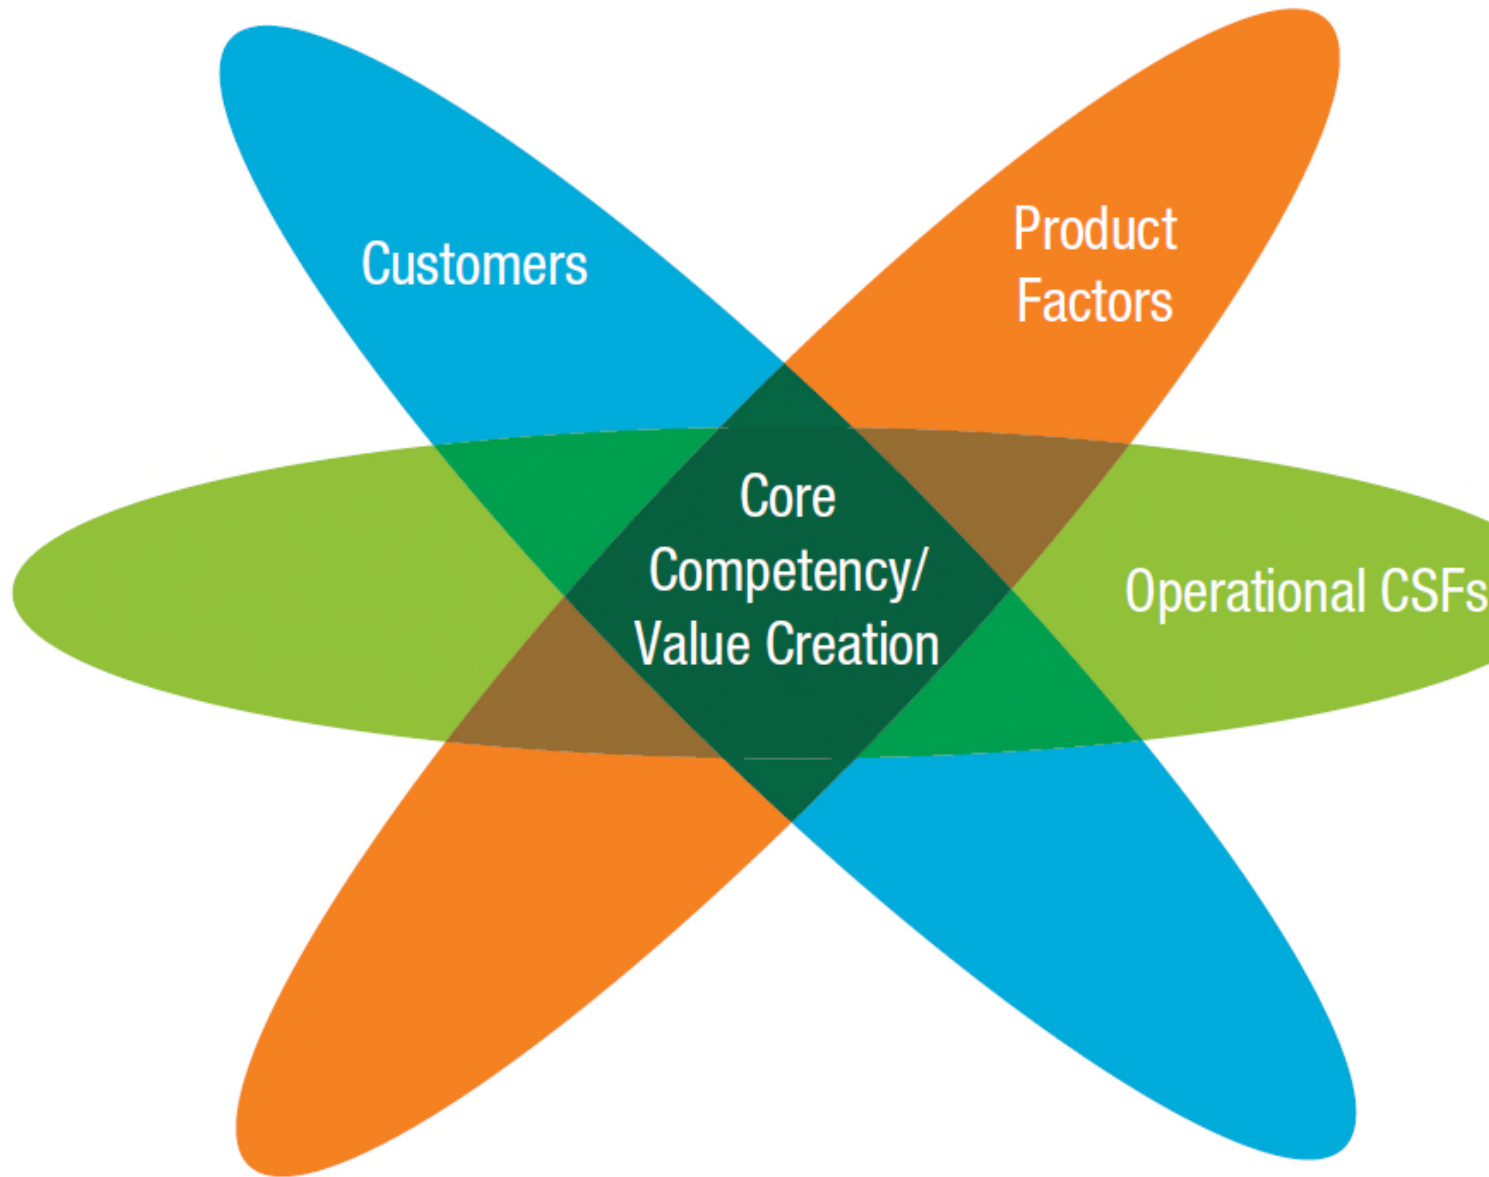 Customers
Product
Factors
Core
Competency/
Value Creation
Operational CSFs